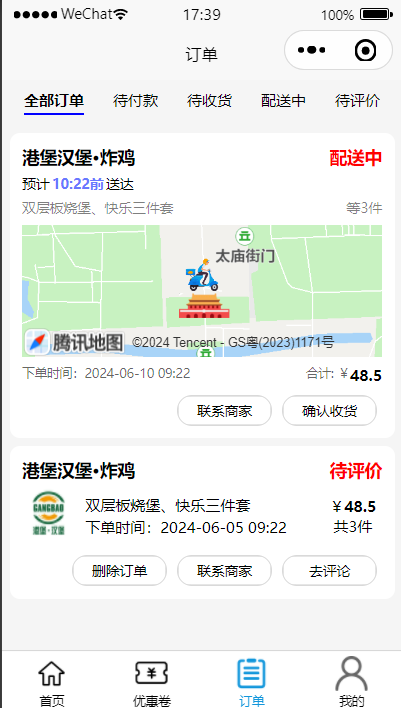 WeChat 17:39 100%
订单
全部订单 待付款 待收货 配送中 待评价
港堡汉堡•炸鸡 配送中
预计 10:22前 送达
双层板烧堡、快乐三件套 等3件
太庙街门
腾讯地图 ©2024 Tencent - GS粤(2023)1171号
下单时间：2024-06-10 09:22 合计: ￥48.5
联系商家 确认收货
港堡汉堡•炸鸡 待评价
GANGBAO
港堡·汉堡
双层板烧堡、快乐三件套 ￥48.5
下单时间：2024-06-05 09:22 共3件
删除订单 联系商家 去评论
首页 优惠卷 订单 我的